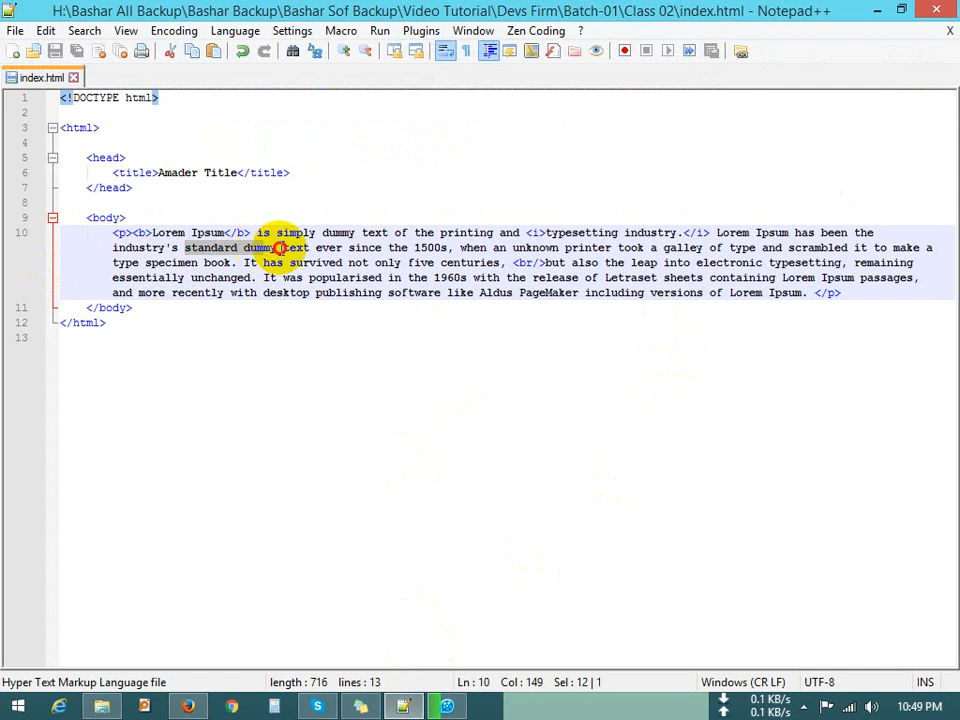 H:\Bashar All Backup\Bashar Sof Backup\Video Tutorial\Devs Firm\Batch-01\Class 02\index.html - Notepad++
File Edit Search View Encoding Language Settings Macro Run Plugins Window Zen Coding ? X
index.html
1 <!DOCTYPE html>
2
3 <html>
4
5 <head>
6 <title>Amader Title</title>
7 </head>
8
9 <body>
10 <p><b>Lorem Ipsum</b> is simply dummy text of the printing and <i>typesetting industry.</i> Lorem Ipsum has been the
industry's standard dummy text ever since the 1500s, when an unknown printer took a galley of type and scrambled it to make a
type specimen book. It has survived not only five centuries, <br/>but also the leap into electronic typesetting, remaining
essentially unchanged. It was popularised in the 1960s with the release of Letraset sheets containing Lorem Ipsum passages,
and more recently with desktop publishing software like Aldus PageMaker including versions of Lorem Ipsum. </p>
11 </body>
12 </html>
13
Hyper Text Markup Language file length : 716 lines : 13 Ln : 10 Col : 149 Sel : 12 | 1 Windows (CR LF) UTF-8 INS
0.1 KB/s
0.1 KB/s
10:49 PM